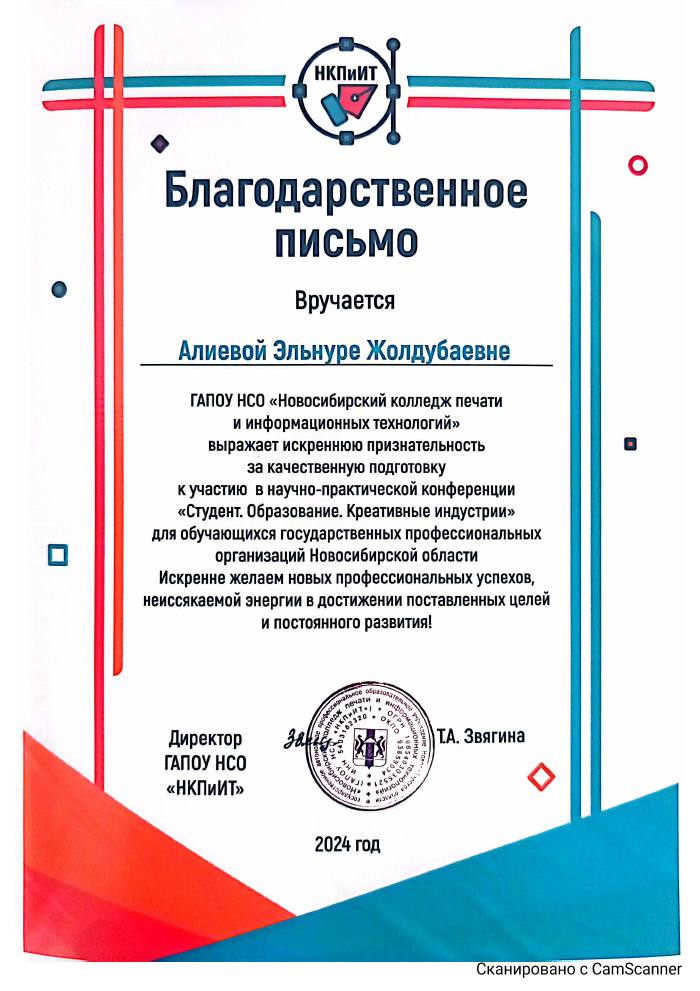 НКПиИТ
Благодарственное
письмо
Вручается
Алиевой Эльнуре Жолдубаевне
ГАПОУ НСО «Новосибирский колледж печати
и информационных технологий»
выражает искреннюю признательность
за качественную подготовку
к участию в научно-практической конференции
«Студент. Образование. Креативные индустрии»
для обучающихся государственных профессиональных
организаций Новосибирской области
Искренне желаем новых профессиональных успехов,
неиссякаемой энергии в достижении поставленных целей
и постоянного развития!
Директор
ГАПОУ НСО
«НКПиИТ»
Т.А. Звягина
2024 год
Сканировано с CamScanner